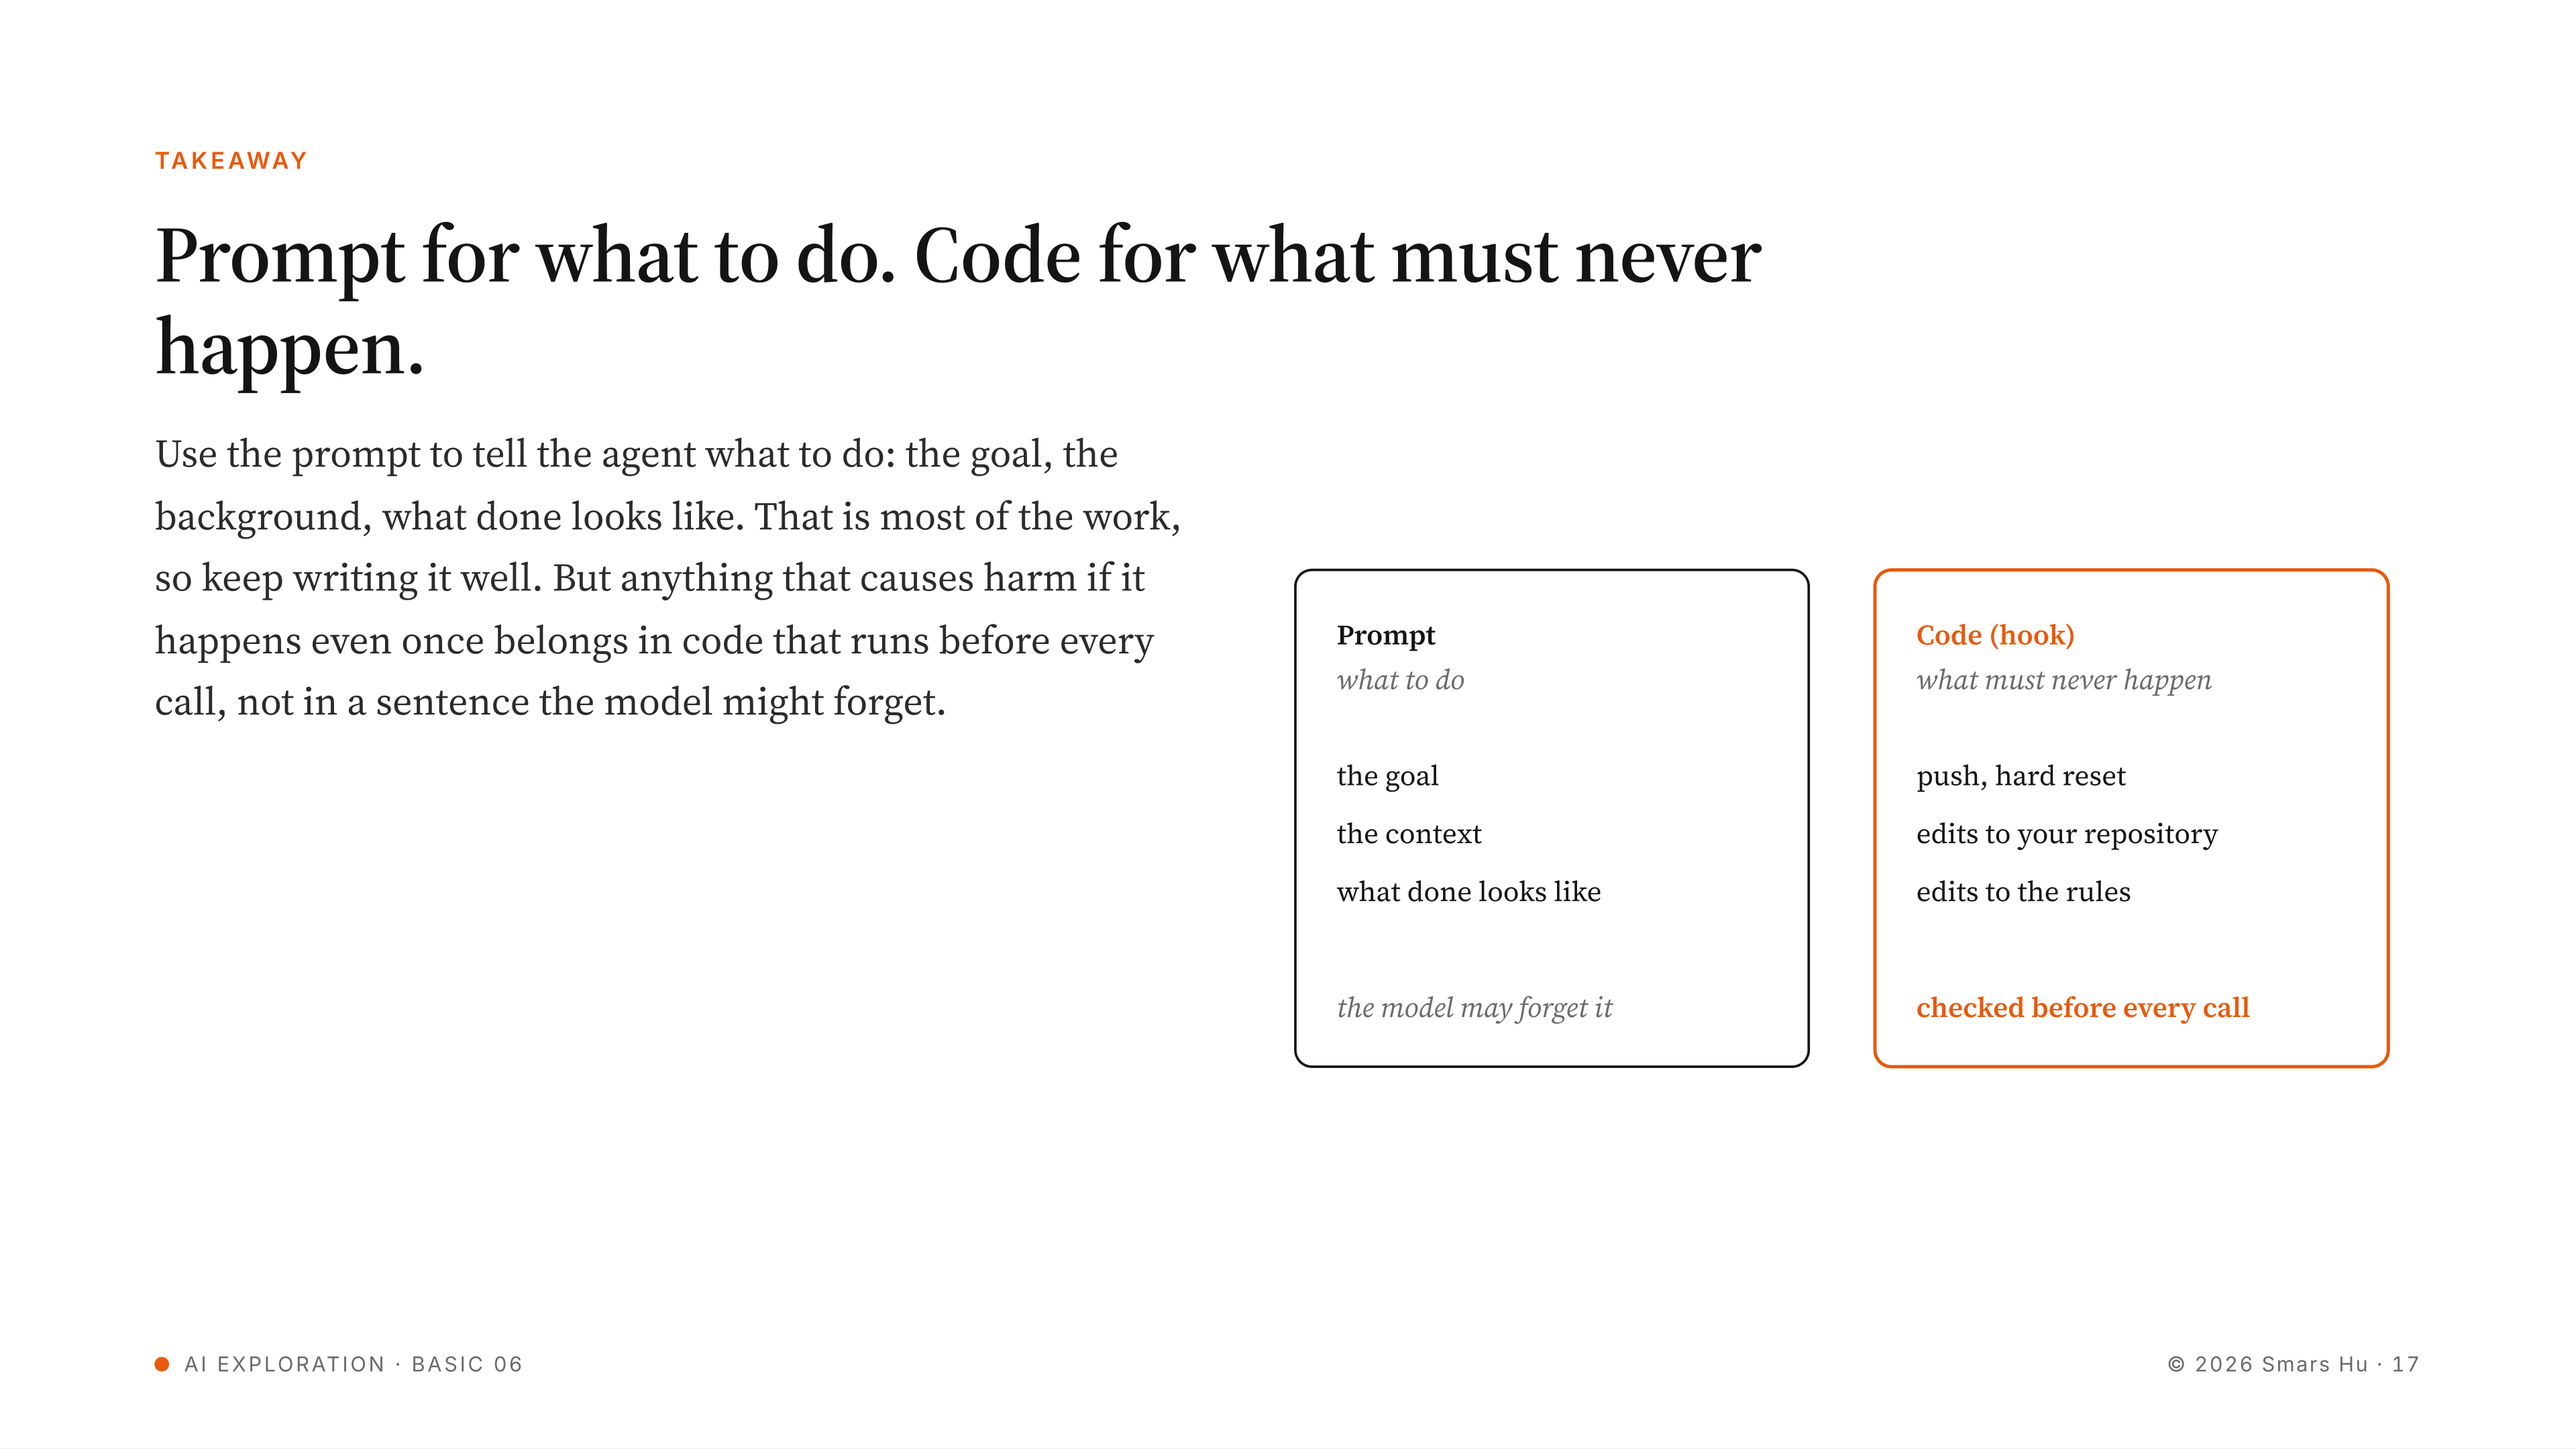 TAKEAWAY
Prompt for what to do. Code for what must never
happen.
Use the prompt to tell the agent what to do: the goal, the
background, what done looks like. That is most of the work,
so keep writing it well. But anything that causes harm if it
happens even once belongs in code that runs before every
call, not in a sentence the model might forget.
Prompt
what to do
the goal
the context
what done looks like
the model may forget it
Code (hook)
what must never happen
push, hard reset
edits to your repository
edits to the rules
checked before every call
AI EXPLORATION · BASIC 06
© 2026 Smars Hu · 17